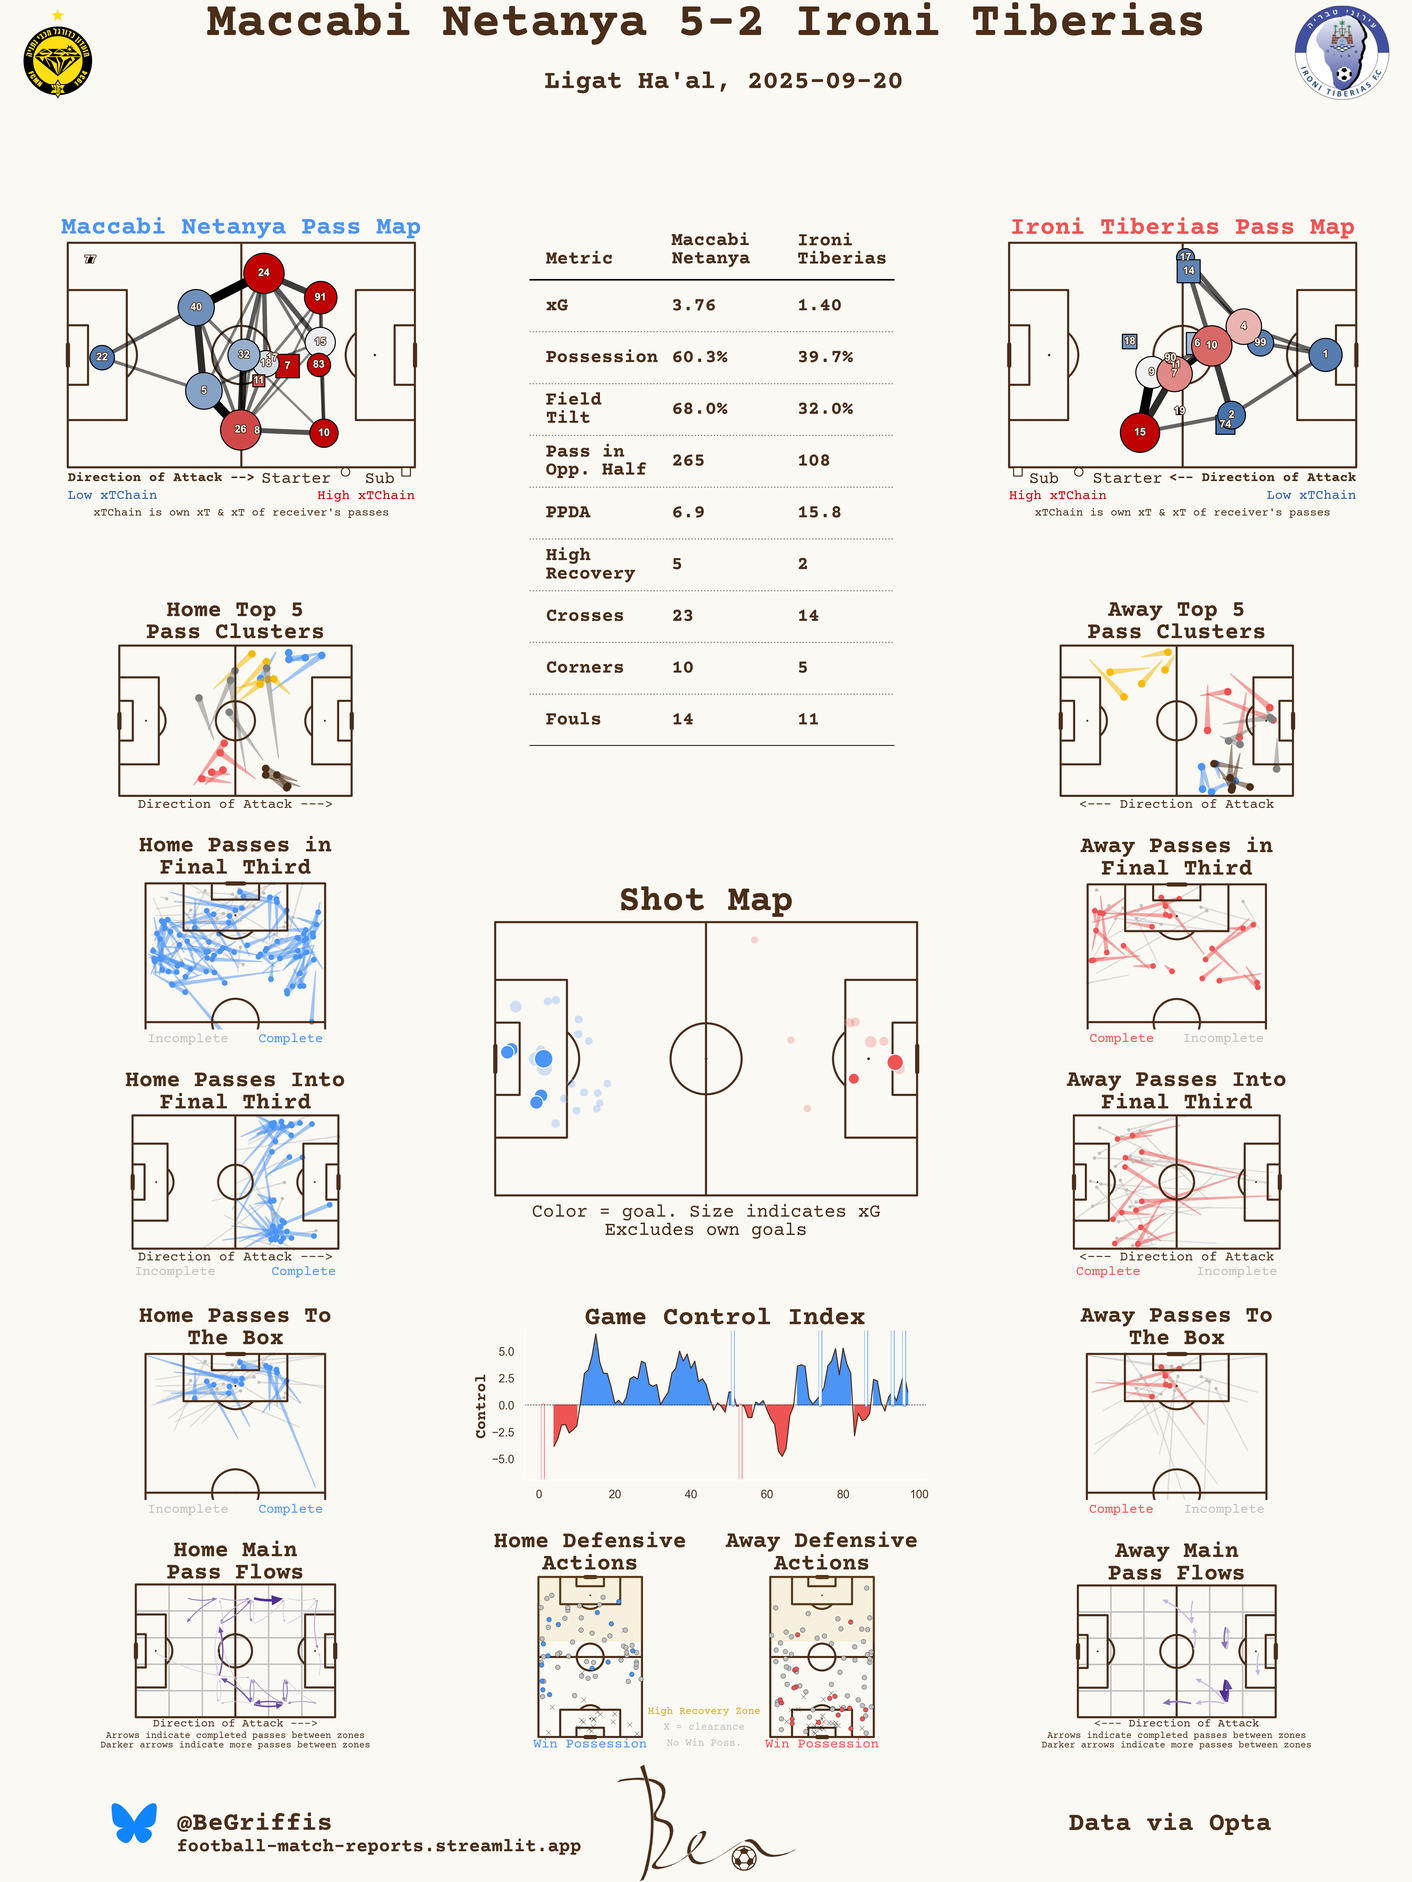 Maccabi Netanya 5-2 Ironi Tiberias
Ligat Ha'al, 2025-09-20
Maccabi Netanya Pass Map
22
40
5
24
26
8
32
17
18
11
7
91
15
83
10
Direction of Attack --> Starter Sub
Low xTChain High xTChain
xTChain is own xT & xT of receiver's passes
Metric Maccabi Netanya Ironi Tiberias
xG 3.76 1.40
Possession 60.3% 39.7%
Field Tilt 68.0% 32.0%
Pass in Opp. Half 265 108
PPDA 6.9 15.8
High Recovery 5 2
Crosses 23 14
Corners 10 5
Fouls 14 11
Ironi Tiberias Pass Map
17
14
18
4
6
10
99
1
90
11
9
7
19
2
74
15
Sub Starter <-- Direction of Attack
High xTChain Low xTChain
xTChain is own xT & xT of receiver's passes
Home Top 5
Pass Clusters
Direction of Attack --->
Away Top 5
Pass Clusters
<--- Direction of Attack
Home Passes in
Final Third
Incomplete Complete
Away Passes in
Final Third
Complete Incomplete
Shot Map
Color = goal. Size indicates xG
Excludes own goals
Home Passes Into
Final Third
Direction of Attack --->
Incomplete Complete
Away Passes Into
Final Third
<--- Direction of Attack
Complete Incomplete
Home Passes To
The Box
Incomplete Complete
Game Control Index
Control
5.0
2.5
0.0
−2.5
−5.0
0 20 40 60 80 100
Away Passes To
The Box
Complete Incomplete
Home Main
Pass Flows
Direction of Attack --->
Arrows indicate completed passes between zones
Darker arrows indicate more passes between zones
Home Defensive
Actions
Win Possession
High Recovery Zone
X = clearance
No Win Poss.
Away Defensive
Actions
Win Possession
Away Main
Pass Flows
<--- Direction of Attack
Arrows indicate completed passes between zones
Darker arrows indicate more passes between zones
@BeGriffis
football-match-reports.streamlit.app
Ben
Data via Opta
עירוני טבריה
IRONI TIBERIAS F.C
FCMN 1934